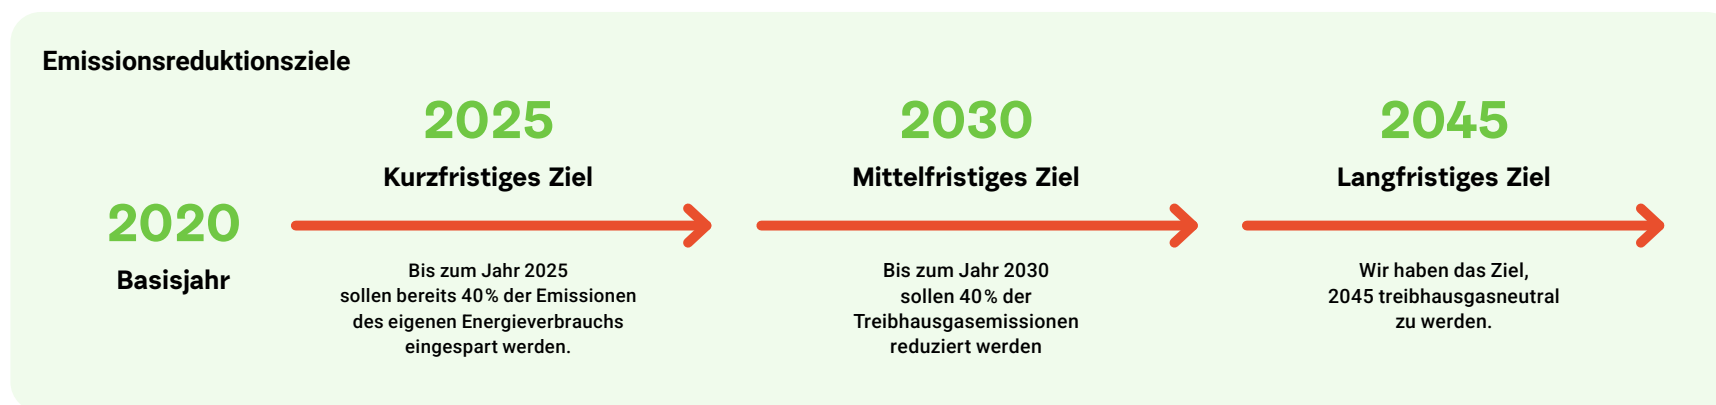 Emissionsreduktionsziele
2020
Basisjahr
2025
Kurzfristiges Ziel
Bis zum Jahr 2025
sollen bereits 40 % der Emissionen
des eigenen Energieverbrauchs
eingespart werden.
2030
Mittelfristiges Ziel
Bis zum Jahr 2030
sollen 40 % der
Treibhausgasemissionen
reduziert werden
2045
Langfristiges Ziel
Wir haben das Ziel,
2045 treibhausgasneutral
zu werden.